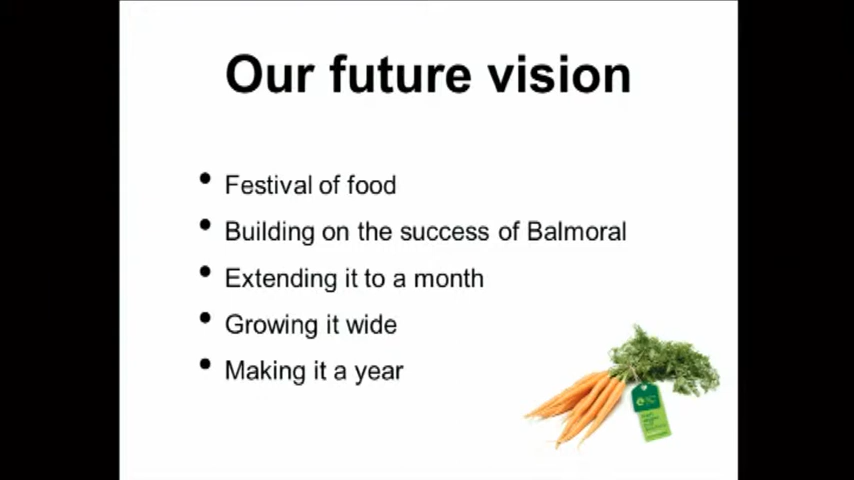 Our future vision
• Festival of food
• Building on the success of Balmoral
• Extending it to a month
• Growing it wide
• Making it a year